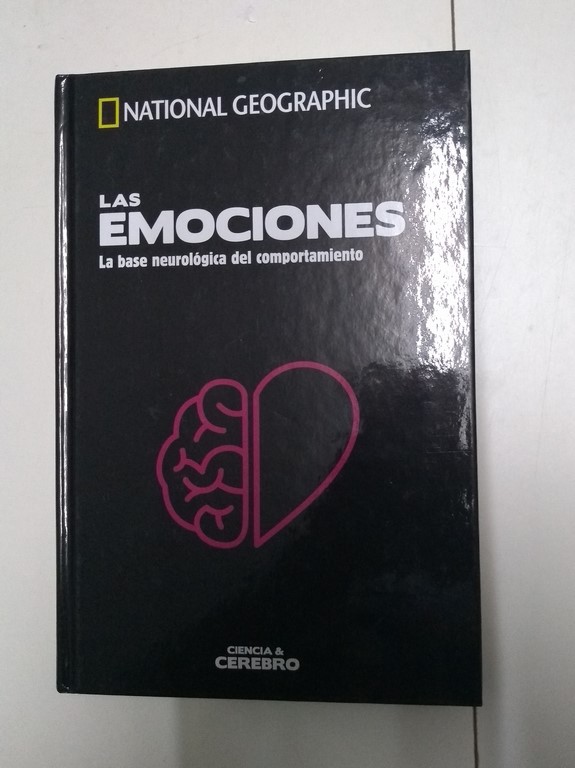 NATIONAL GEOGRAPHIC
LAS
EMOCIONES
La base neurológica del comportamiento
CIENCIA &
CEREBRO